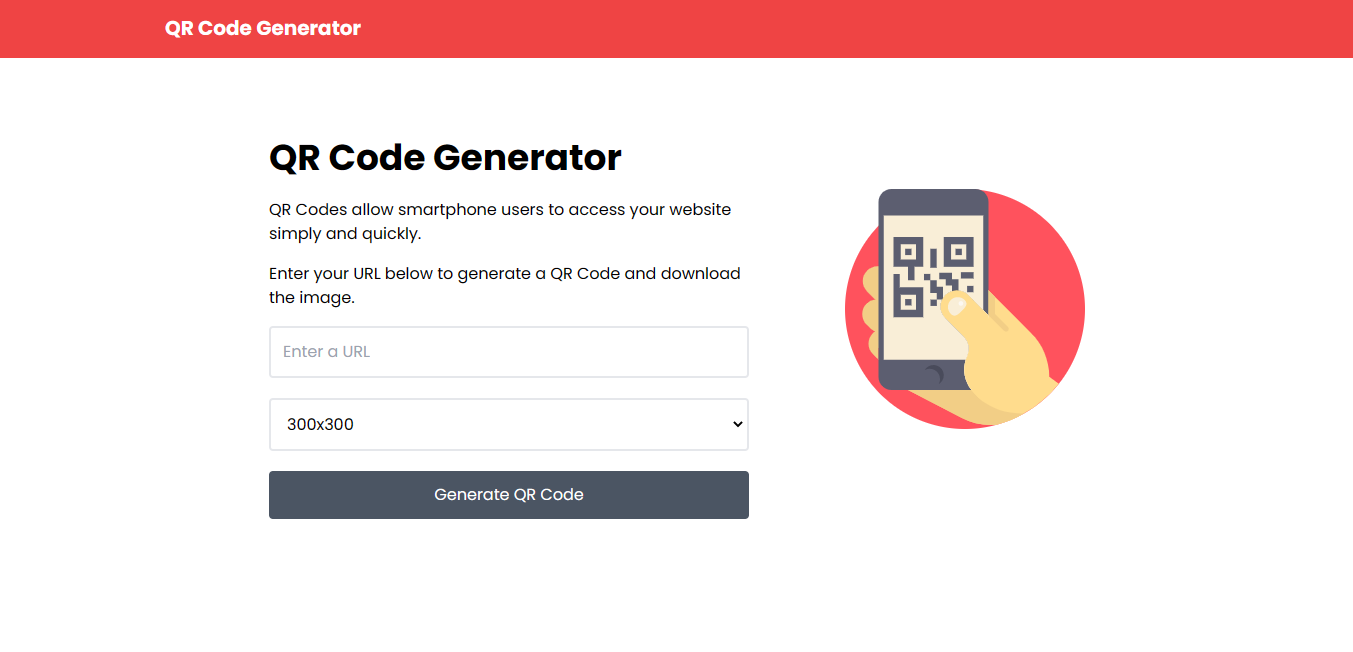 QR Code Generator
QR Code Generator
QR Codes allow smartphone users to access your website
simply and quickly.
Enter your URL below to generate a QR Code and download
the image.
Enter a URL
300x300
Generate QR Code